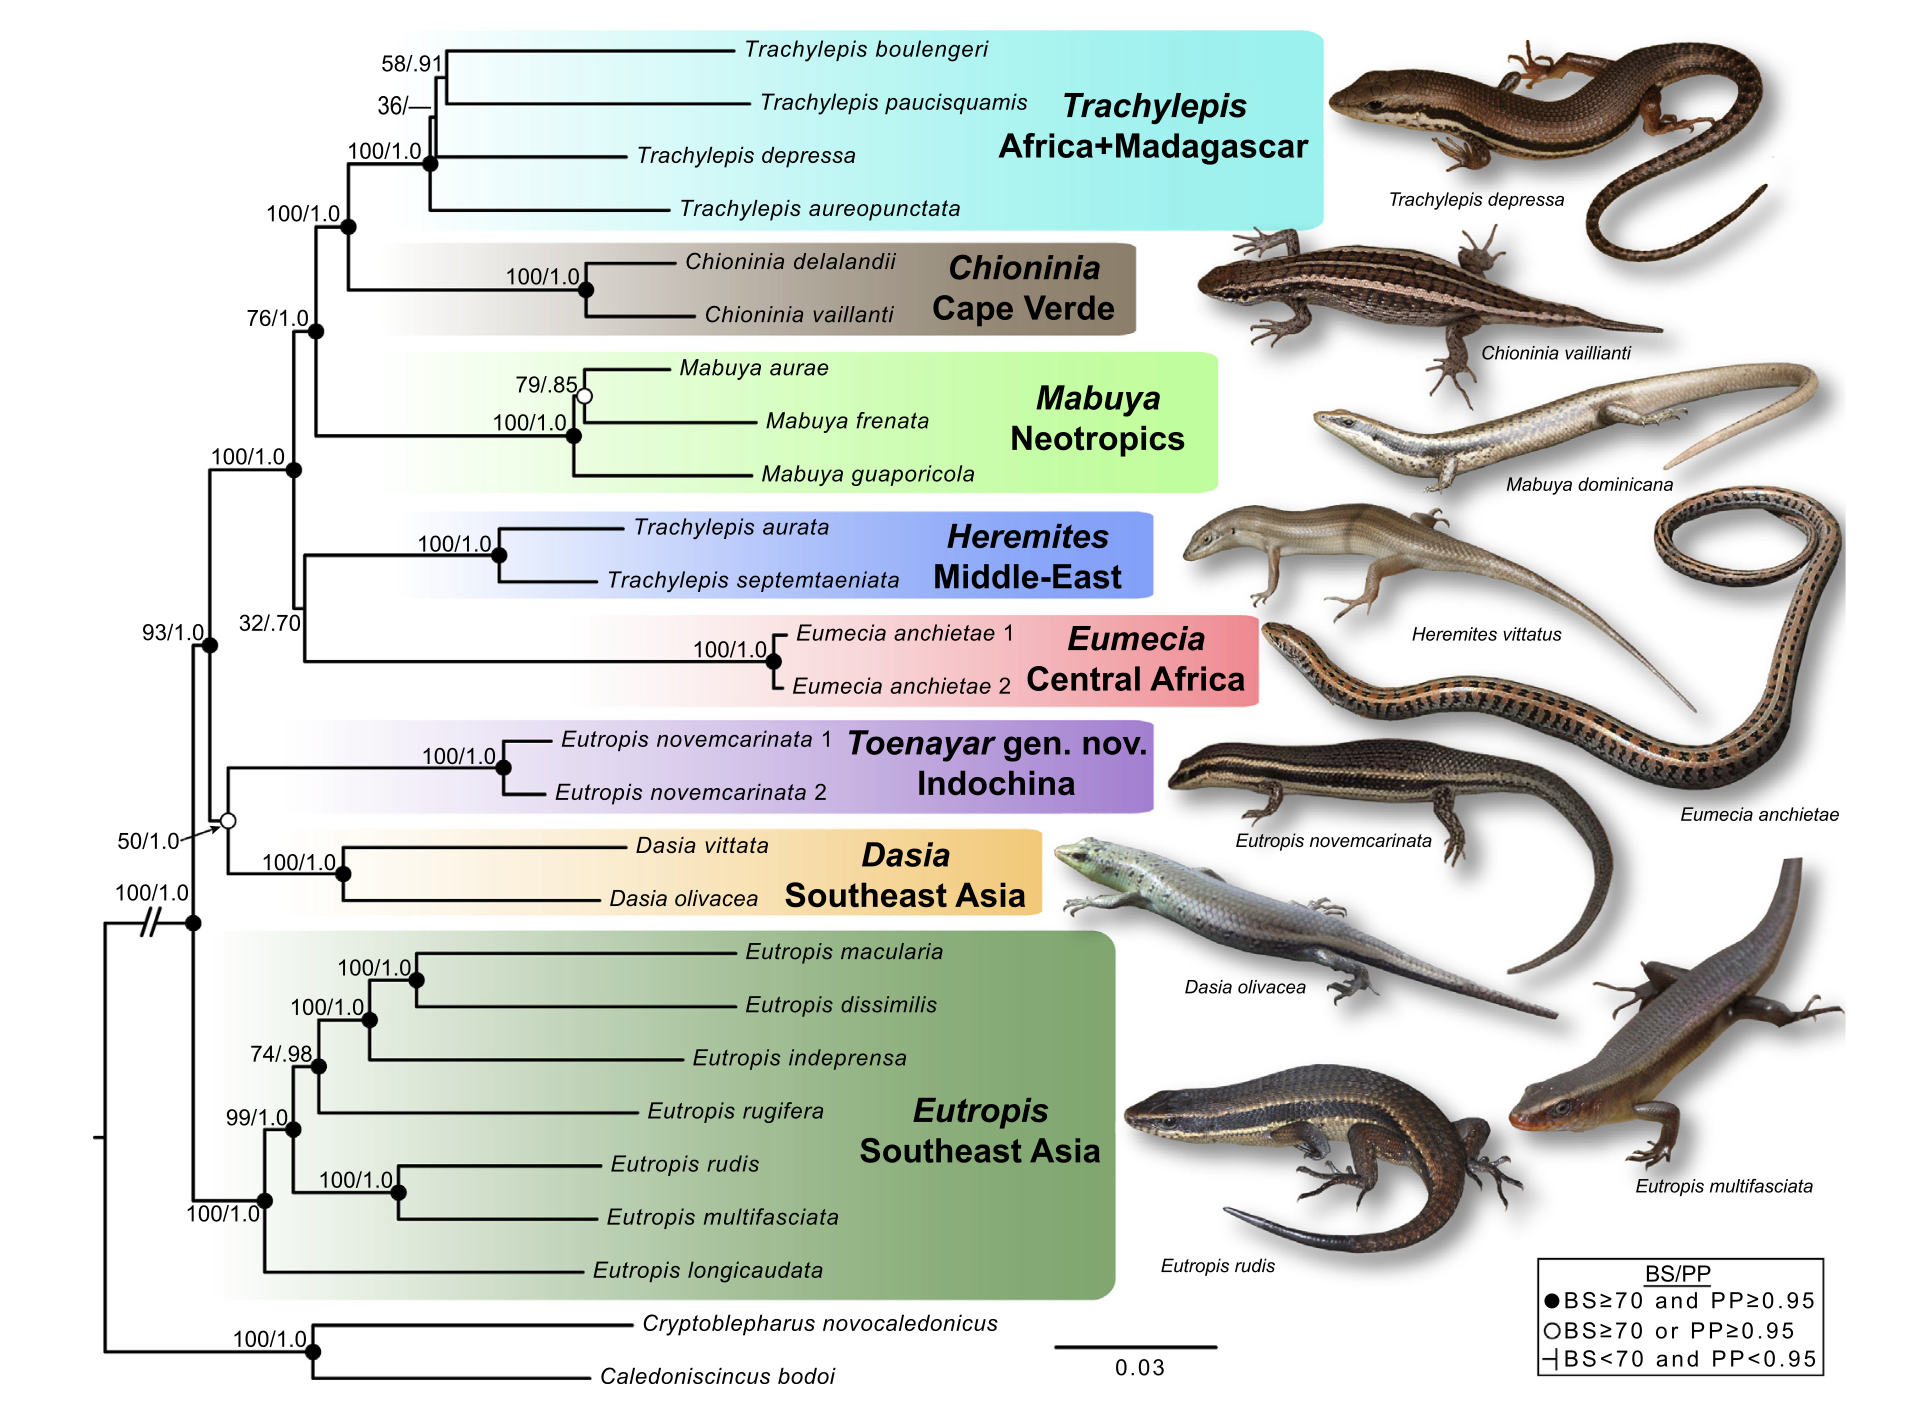 Trachylepis boulengeri
58/.91
Trachylepis paucisquamis
36/—
Trachylepis
Africa+Madagascar
100/1.0
Trachylepis depressa
Trachylepis aureopunctata
Trachylepis depressa
100/1.0
Chioninia delalandii
100/1.0
Chioninia vaillanti
Chioninia
Cape Verde
Chioninia vaillianti
76/1.0
Mabuya aurae
79/.85
Mabuya frenata
100/1.0
Mabuya guaporicola
Mabuya
Neotropics
Mabuya dominicana
100/1.0
Trachylepis aurata
100/1.0
Trachylepis septemtaeniata
Heremites
Middle-East
Heremites vittatus
32/.70
93/1.0
Eumecia anchietae 1
100/1.0
Eumecia anchietae 2
Eumecia
Central Africa
Eumecia anchietae
Eutropis novemcarinata 1
100/1.0
Eutropis novemcarinata 2
Toenayar gen. nov.
Indochina
Eutropis novemcarinata
50/1.0
Dasia vittata
100/1.0
Dasia olivacea
Dasia
Southeast Asia
Dasia olivacea
100/1.0
Eutropis macularia
100/1.0
Eutropis dissimilis
100/1.0
Eutropis indeprensa
74/.98
Eutropis rugifera
99/1.0
Eutropis
Southeast Asia
Eutropis rudis
100/1.0
Eutropis multifasciata
100/1.0
Eutropis longicaudata
Eutropis multifasciata
Eutropis rudis
Cryptoblepharus novocaledonicus
100/1.0
Caledoniscincus bodoi
0.03
BS/PP
BS≥70 and PP≥0.95
BS≥70 or PP≥0.95
BS<70 and PP<0.95